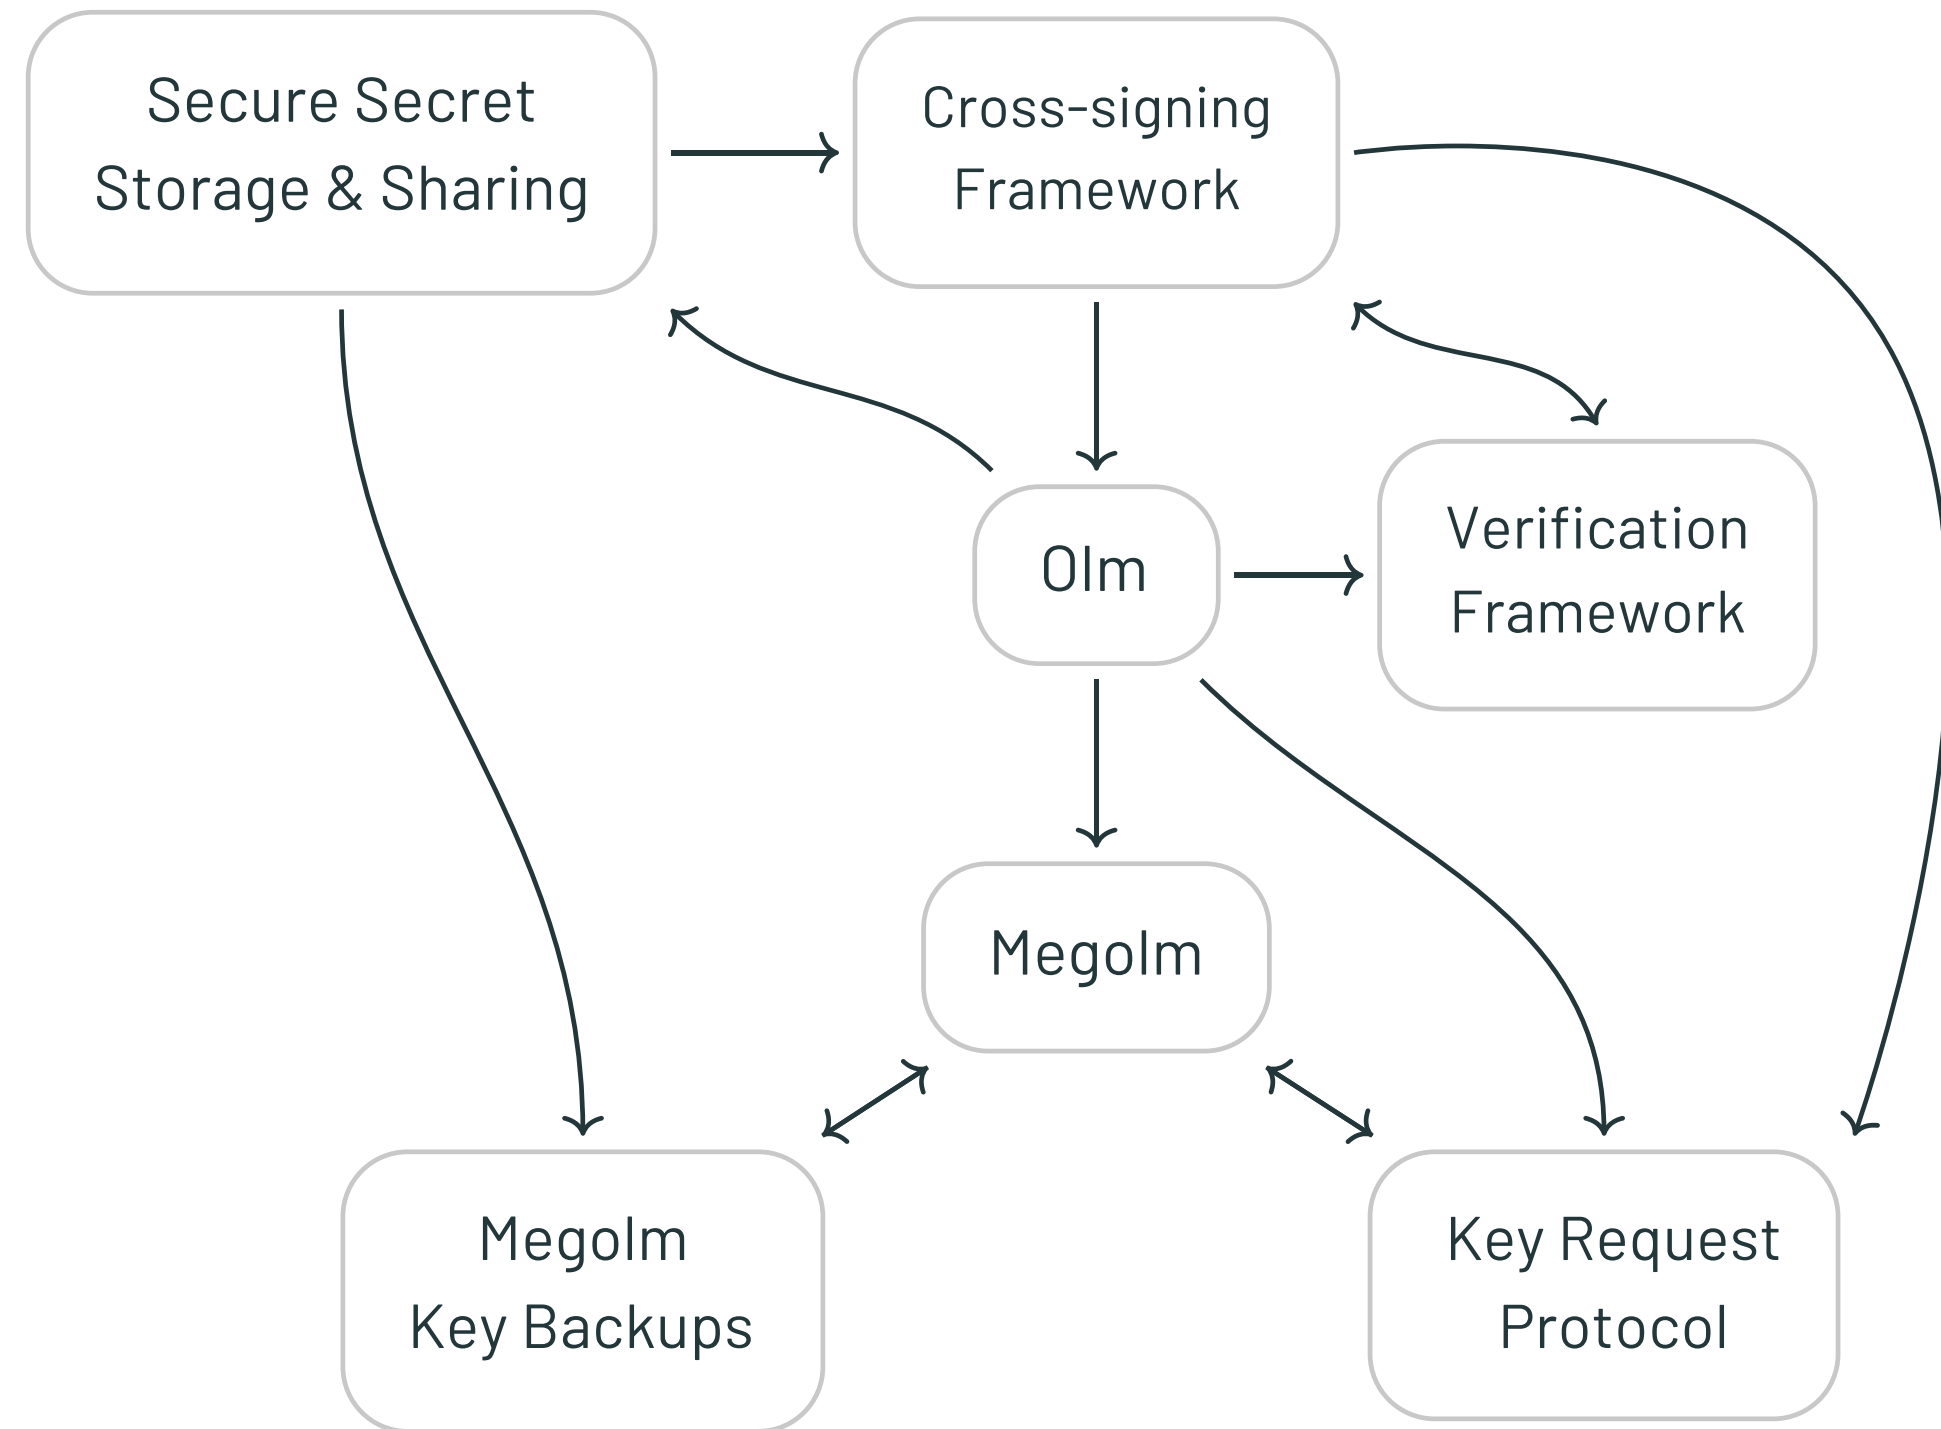 Secure Secret
Storage & Sharing
Cross-signing
Framework
Olm
Verification
Framework
Megolm
Megolm
Key Backups
Key Request
Protocol